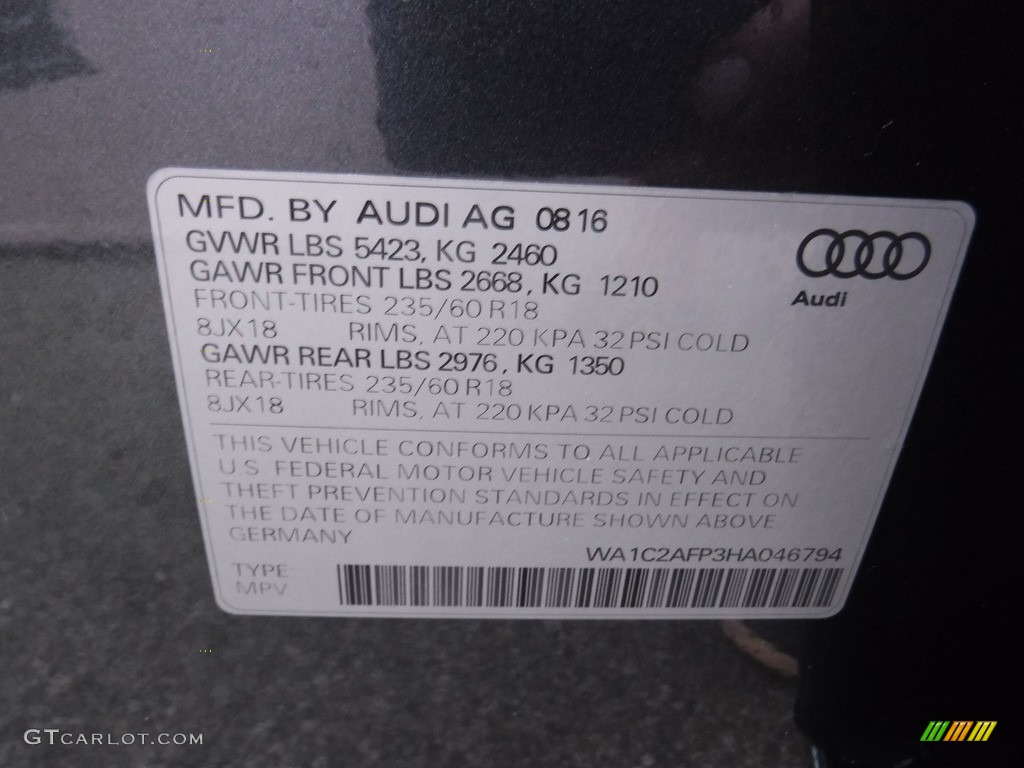 MFD. BY AUDI AG 0816
GVWR LBS 5423, KG 2460
GAWR FRONT LBS 2668, KG 1210
FRONT-TIRES 235/60 R18
8JX18 RIMS, AT 220 KPA 32 PSI COLD
GAWR REAR LBS 2976, KG 1350
REAR-TIRES 235/60 R18
8JX18 RIMS, AT 220 KPA 32 PSI COLD
Audi
THIS VEHICLE CONFORMS TO ALL APPLICABLE
U.S. FEDERAL MOTOR VEHICLE SAFETY AND
THEFT PREVENTION STANDARDS IN EFFECT ON
THE DATE OF MANUFACTURE SHOWN ABOVE
GERMANY
WA1C2AFP3HA046794
TYPE
MPV
GTCARLOT.COM